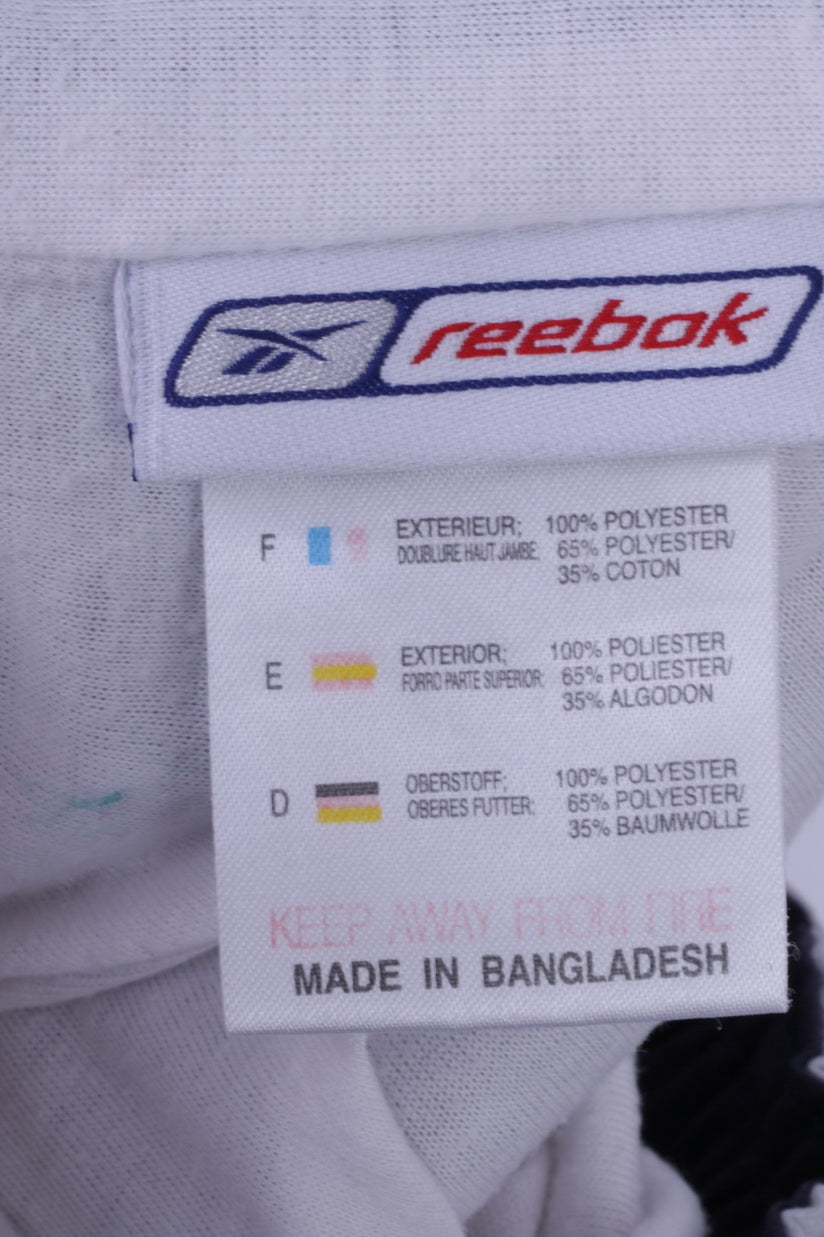 reebok
F EXTERIEUR; 100% POLYESTER
DOUBLURE HAUT JAMBE; 65% POLYESTER/
35% COTON
E EXTERIOR; 100% POLIESTER
FORRO PARTE SUPERIOR; 65% POLIESTER/
35% ALGODON
D OBERSTOFF; 100% POLYESTER
OBERES FUTTER; 65% POLYESTER/
35% BAUMWOLLE
KEEP AWAY FROM FIRE
MADE IN BANGLADESH